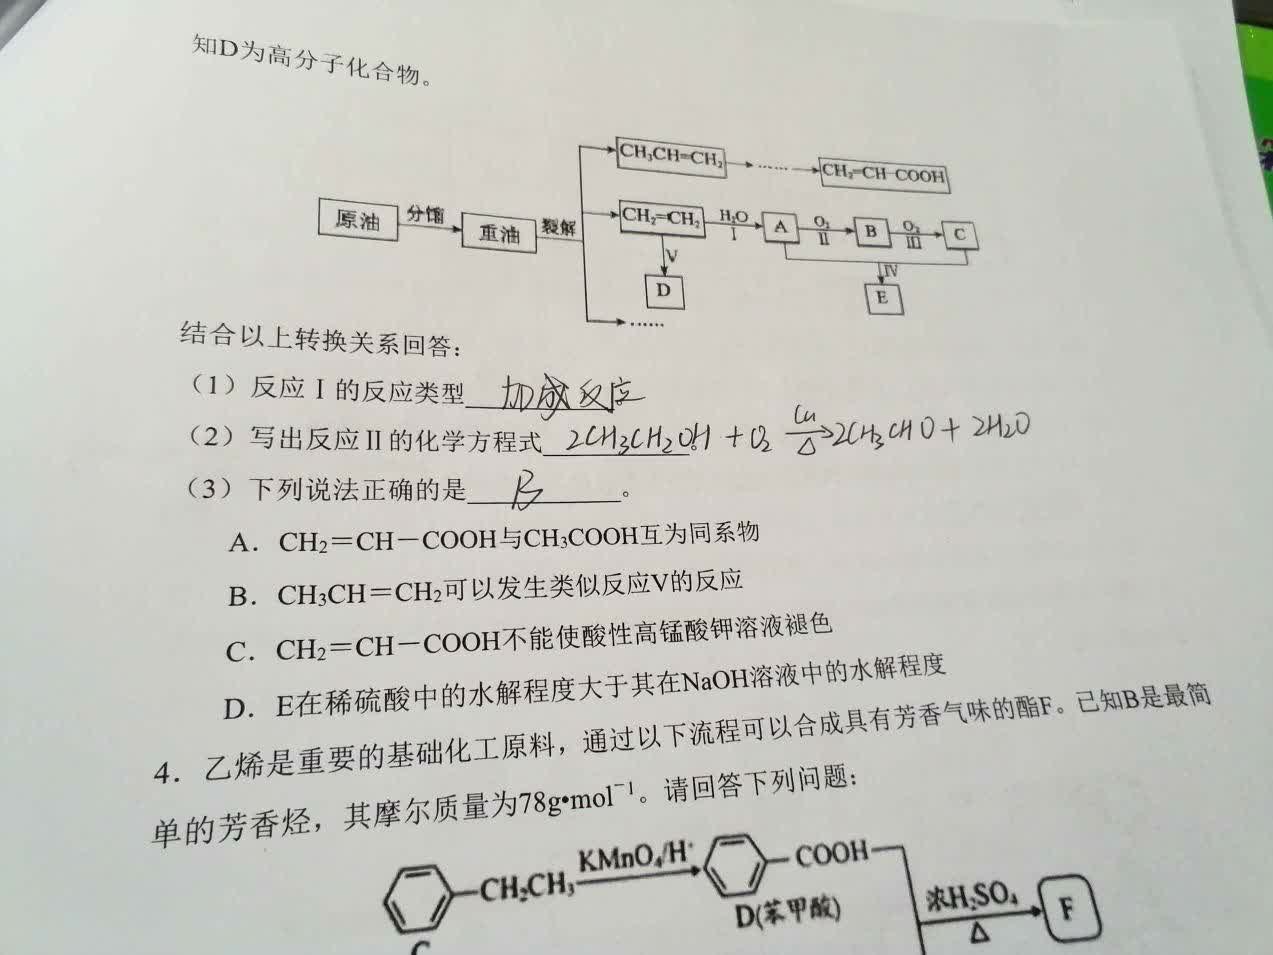 知D为高分子化合物。
CH₃CH=CH₂ …… CH₂=CH-COOH
原油 分馏 重油 裂解 CH₂=CH₂ H₂O I A O₂ II B O₂ III C
V IV
D E
……
结合以上转换关系回答：
（1）反应 I 的反应类型 加成反应
（2）写出反应II的化学方程式 2CH₃CH₂OH + O₂ Cu △ → 2CH₃CHO + 2H₂O
（3）下列说法正确的是 B 。
A．CH₂＝CH－COOH与CH₃COOH互为同系物
B．CH₃CH＝CH₂可以发生类似反应V的反应
C．CH₂＝CH－COOH不能使酸性高锰酸钾溶液褪色
D．E在稀硫酸中的水解程度大于其在NaOH溶液中的水解程度
4．乙烯是重要的基础化工原料，通过以下流程可以合成具有芳香气味的酯F。已知B是最简
单的芳香烃，其摩尔质量为78g•mol⁻¹。请回答下列问题：
CH₂CH₃ KMnO₄/H⁺ COOH
D(苯甲酸) 浓H₂SO₄ △ F
C